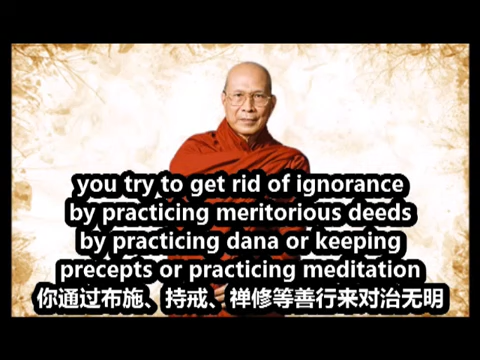 you try to get rid of ignorance
by practicing meritorious deeds
by practicing dana or keeping
precepts or practicing meditation
你通过布施、持戒、禅修等善行来对治无明